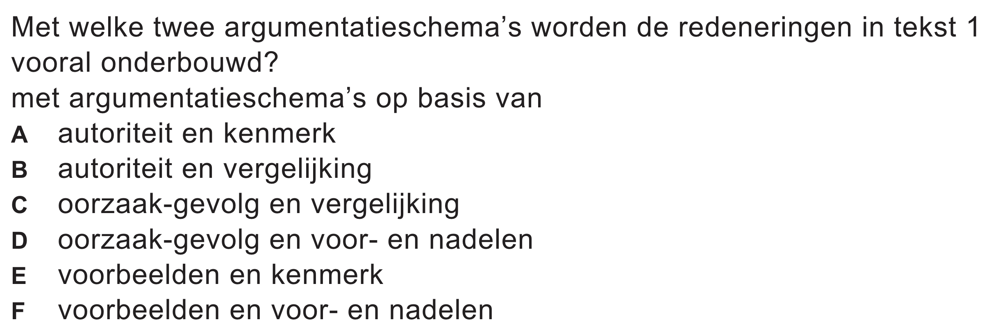 Met welke twee argumentatieschema’s worden de redeneringen in tekst 1
vooral onderbouwd?
met argumentatieschema’s op basis van
A autoriteit en kenmerk
B autoriteit en vergelijking
C oorzaak-gevolg en vergelijking
D oorzaak-gevolg en voor- en nadelen
E voorbeelden en kenmerk
F voorbeelden en voor- en nadelen